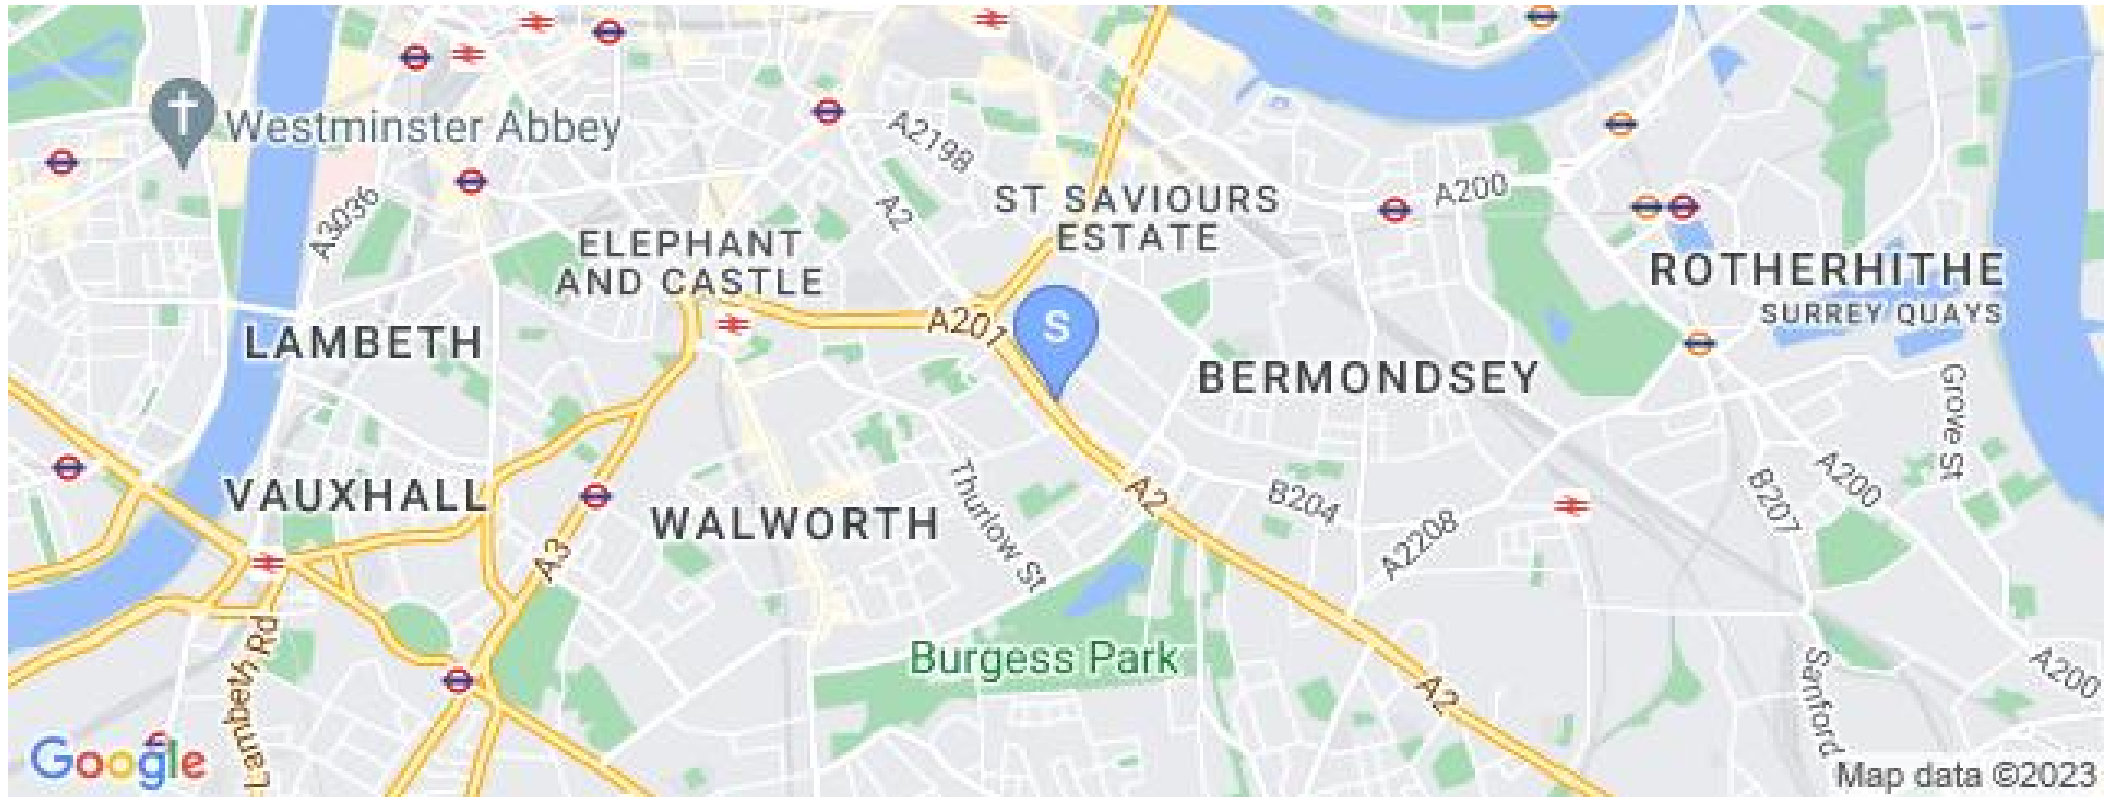 Westminster Abbey
A2198
A3036
A2
ST SAVIOURS
ESTATE
A200
ELEPHANT
AND CASTLE
ROTHERHITHE
SURREY QUAYS
A201
S
LAMBETH
BERMONDSEY
Grove St
VAUXHALL
WALWORTH
Thurlow St
A2
B204
A2208
B207
A200
A3
Burgess Park
Lambeth Rd
A2
Sanford
A200
Google
Map data ©2023